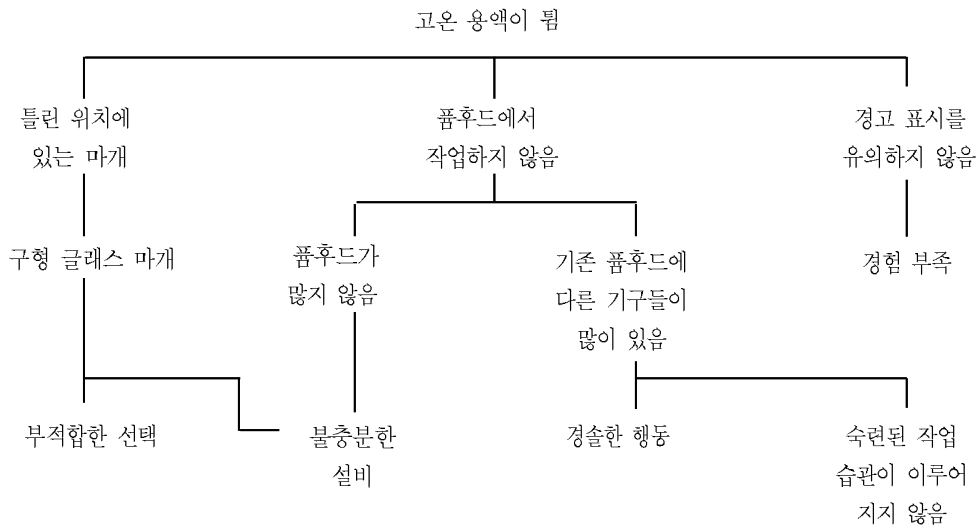 고온 용액이 튐
틀린 위치에
있는 마개
퓸후드에서
작업하지 않음
경고 표시를
유의하지 않음
구형 글래스 마개
퓸후드가
많지 않음
기존 퓸후드에
다른 기구들이
많이 있음
경험 부족
부적합한 선택
불충분한
설비
경솔한 행동
숙련된 작업
습관이 이루어
지지 않음